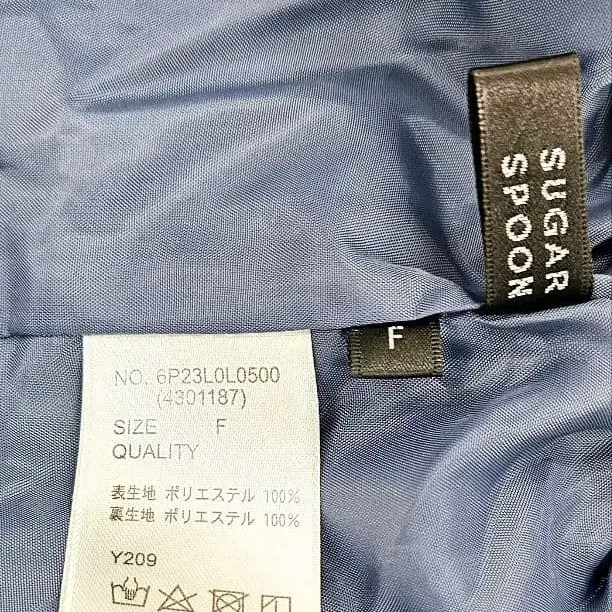 SUGAR
SPOON
F
NO. 6P23L0L0500
(4301187)
SIZE F
QUALITY
表生地 ポリエステル 100%
裏生地 ポリエステル 100%
Y209